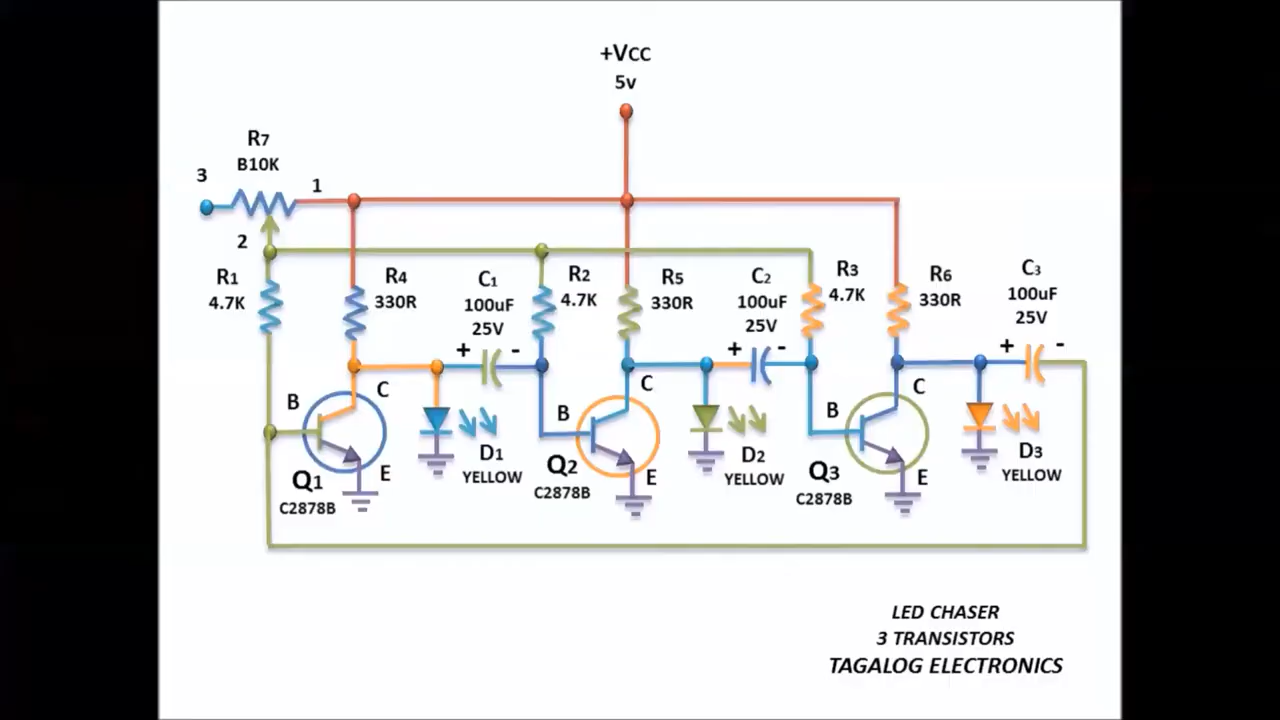 +VCC
5v
R7
B10K
3
1
2
R1
4.7K
R4
330R
C1
100uF
25V
+ -
R2
4.7K
R5
330R
C2
100uF
25V
+ -
R3
4.7K
R6
330R
C3
100uF
25V
+ -
B
C
E
Q1
C2878B
D1
YELLOW
B
C
E
Q2
C2878B
D2
YELLOW
B
C
E
Q3
C2878B
D3
YELLOW
LED CHASER
3 TRANSISTORS
TAGALOG ELECTRONICS